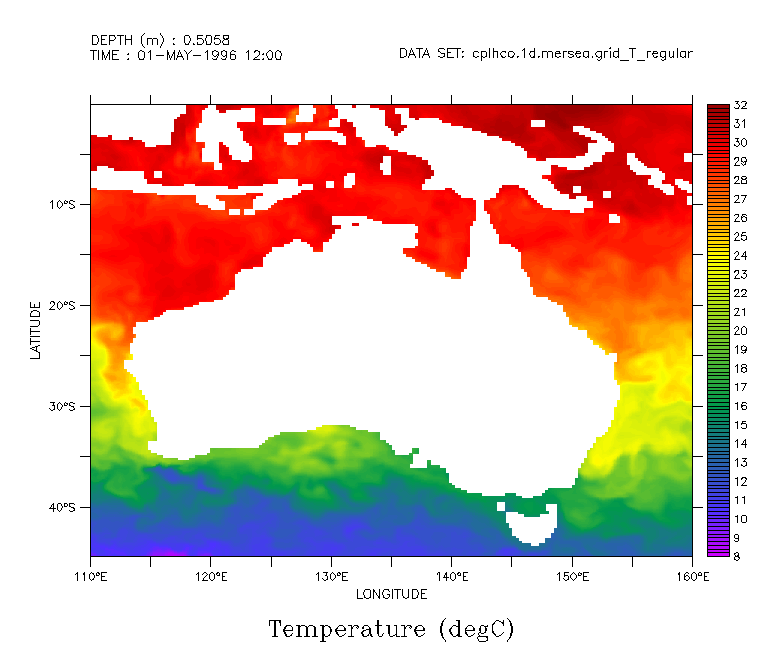 DEPTH (m) : 0.5058
TIME : 01-MAY-1996 12:00
DATA SET: cplhco.1d.mersea.grid_T_regular
32
31
30
29
28
27
26
25
24
23
22
21
20
19
18
17
16
15
14
13
12
11
10
9
8
10°S
20°S
30°S
40°S
LATITUDE
110°E 120°E 130°E 140°E 150°E 160°E
LONGITUDE
Temperature (degC)